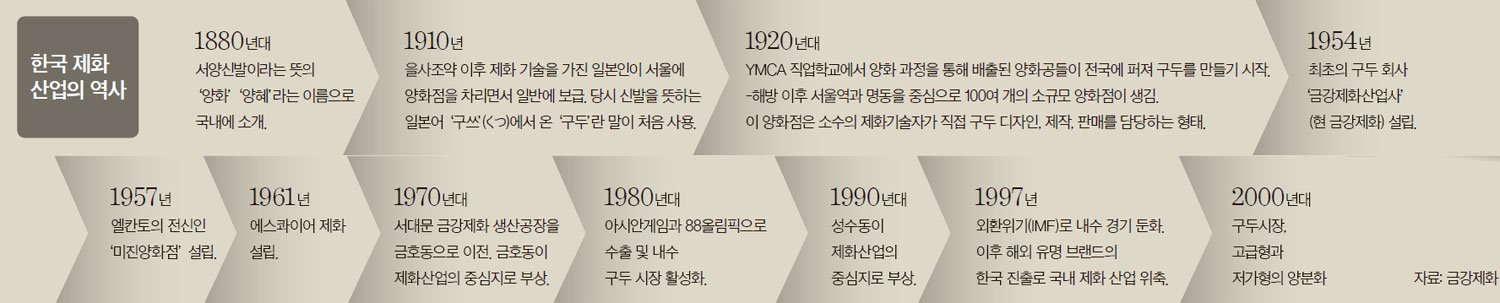 한국 제화
산업의 역사
1880년대
서양신발이라는 뜻의
‘양화’ ‘양혜’라는 이름으로
국내에 소개.
1910년
을사조약 이후 제화 기술을 가진 일본인이 서울에
양화점을 차리면서 일반에 보급. 당시 신발을 뜻하는
일본어 ‘구쓰’(くつ)에서 온 ‘구두’란 말이 처음 사용.
1920년대
YMCA 직업학교에서 양화 과정을 통해 배출된 양화공들이 전국에 퍼져 구두를 만들기 시작.
-해방 이후 서울역과 명동을 중심으로 100여 개의 소규모 양화점이 생김.
이 양화점은 소수의 제화기술자가 직접 구두 디자인, 제작, 판매를 담당하는 형태.
1954년
최초의 구두 회사
‘금강제화산업사’
(현 금강제화) 설립.
1957년
엘칸토의 전신인
‘미진양화점’ 설립.
1961년
에스콰이어 제화
설립.
1970년대
서대문 금강제화 생산공장을
금호동으로 이전. 금호동이
제화산업의 중심지로 부상.
1980년대
아시안게임과 88올림픽으로
수출 및 내수
구두 시장 활성화.
1990년대
성수동이
제화산업의
중심지로 부상.
1997년
외환위기(IMF)로 내수 경기 둔화.
이후 해외 유명 브랜드의
한국 진출로 국내 제화 산업 위축.
2000년대
구두시장,
고급형과
저가형의 양분화
자료: 금강제화